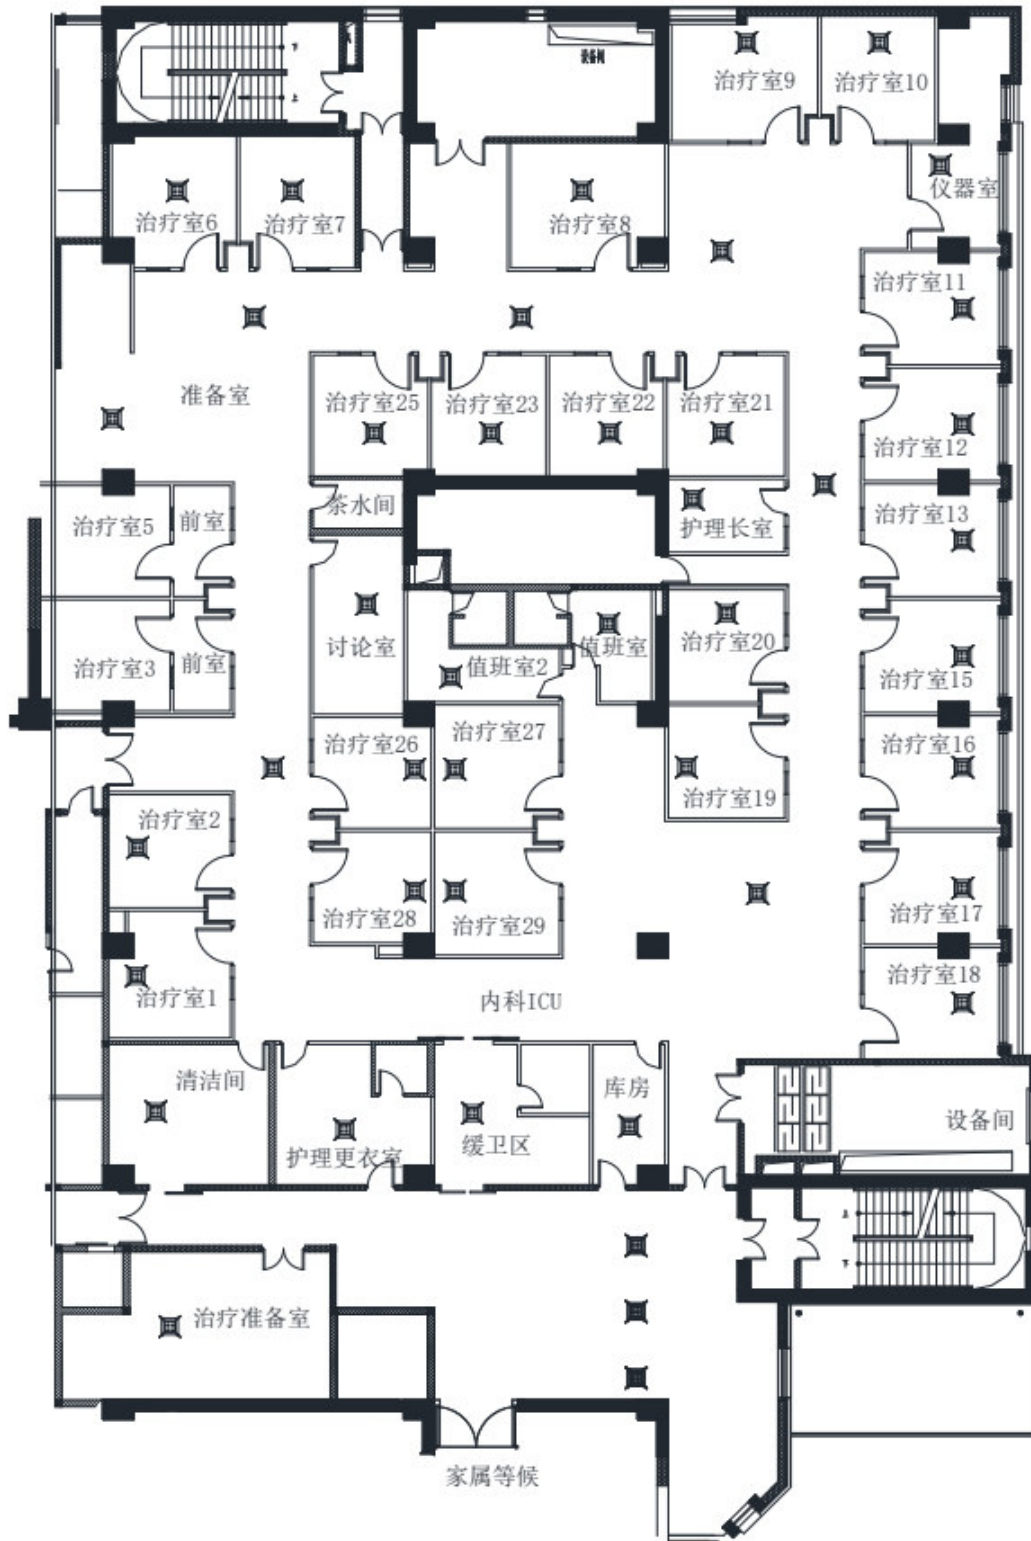 下
上
设备间
治疗室9
治疗室10
仪器室
治疗室6
治疗室7
治疗室8
治疗室11
准备室
治疗室25
治疗室23
治疗室22
治疗室21
治疗室12
茶水间
治疗室5
前室
护理长室
治疗室13
讨论室
值班室2
值班室
治疗室20
治疗室3
前室
治疗室15
治疗室26
治疗室27
治疗室16
治疗室19
治疗室2
治疗室28
治疗室29
治疗室17
治疗室1
治疗室18
内科ICU
清洁间
护理更衣室
缓卫区
库房
设备间
上
下
治疗准备室
家属等候